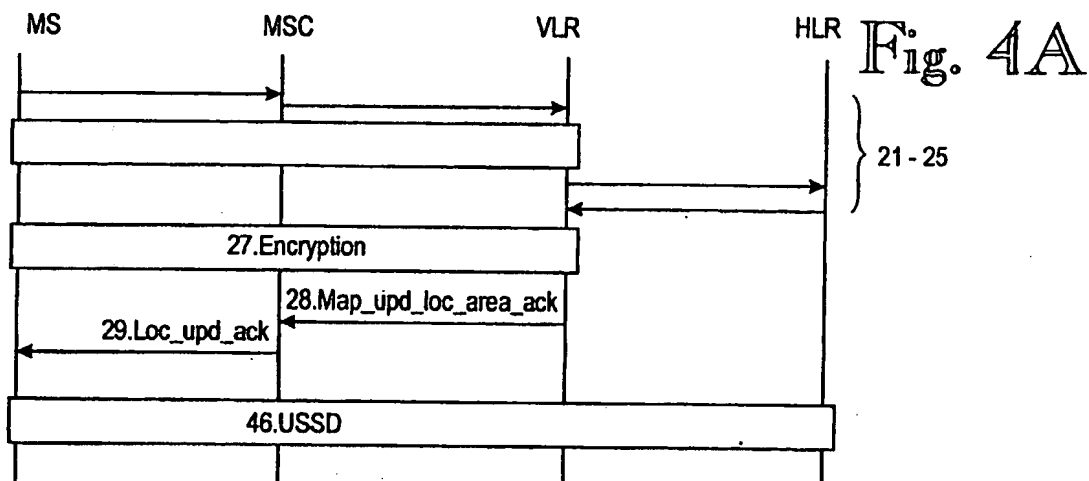 MS MSC VLR HLR
Fig. 4A
21 - 25
27.Encryption
28.Map_upd_loc_area_ack
29.Loc_upd_ack
46.USSD